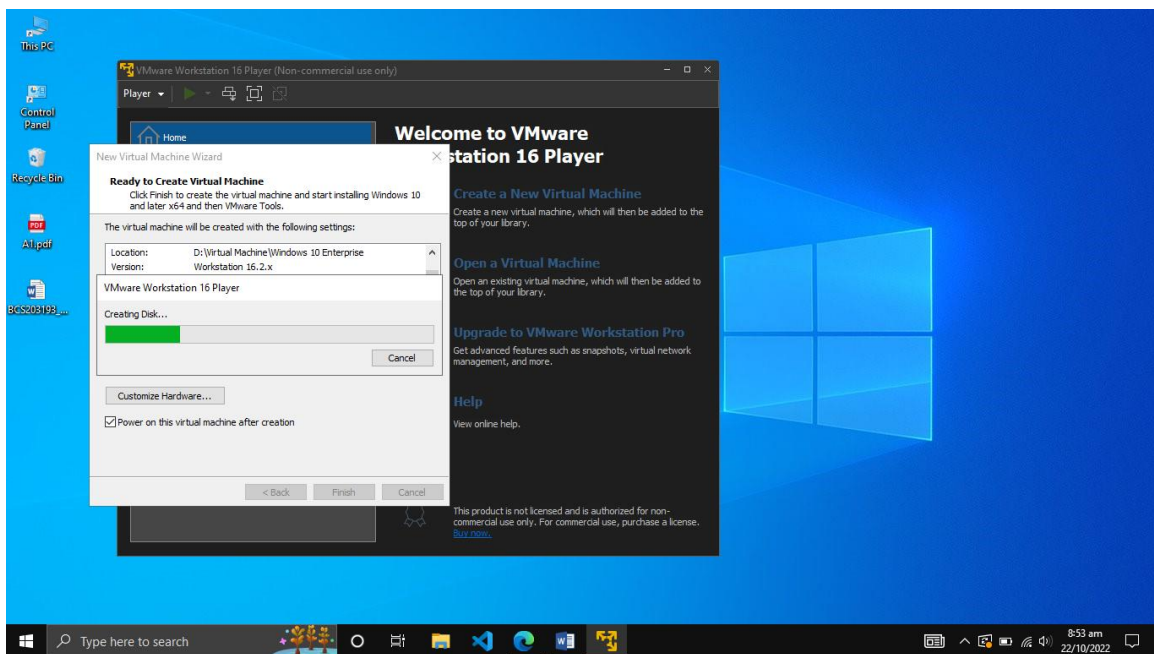 This PC
Control
Panel
Recycle Bin
PDF
A1.pdf
BCS203193_...
VMware Workstation 16 Player (Non-commercial use only)
Player
Home
Welcome to VMware
station 16 Player
Create a New Virtual Machine
Create a new virtual machine, which will then be added to the
top of your library.
Open a Virtual Machine
Open an existing virtual machine, which will then be added to
the top of your library.
Upgrade to VMware Workstation Pro
Get advanced features such as snapshots, virtual network
management, and more.
Help
View online help.
This product is not licensed and is authorized for non-
commercial use only. For commercial use, purchase a license.
Buy now.
New Virtual Machine Wizard
Ready to Create Virtual Machine
Click Finish to create the virtual machine and start installing Windows 10
and later x64 and then VMware Tools.
The virtual machine will be created with the following settings:
Location: D:\Virtual Machine\Windows 10 Enterprise
Version: Workstation 16.2.x
VMware Workstation 16 Player
Creating Disk...
Cancel
Customize Hardware...
Power on this virtual machine after creation
< Back Finish Cancel
Type here to search
8:53 am
22/10/2022